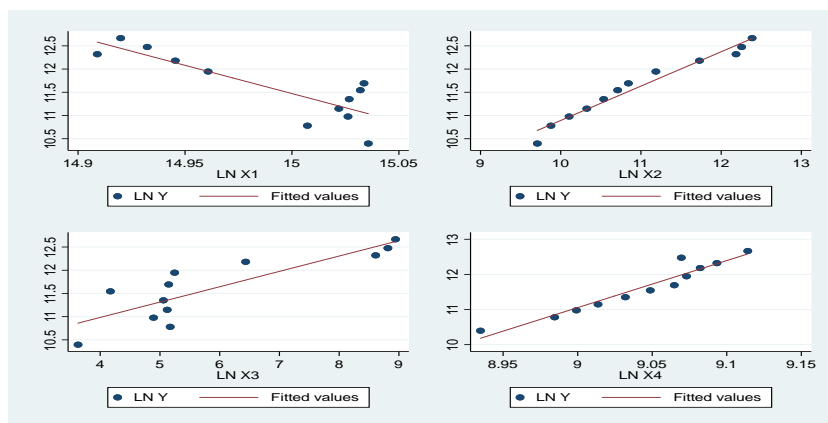 12.5
12
11.5
11
10.5
14.9 14.95 15 15.05
LN X1
LN Y Fitted values
12.5
12
11.5
11
10.5
9 10 11 12 13
LN X2
LN Y Fitted values
12.5
12
11.5
11
10.5
4 5 6 7 8 9
LN X3
LN Y Fitted values
13
12
11
10
8.95 9 9.05 9.1 9.15
LN X4
LN Y Fitted values